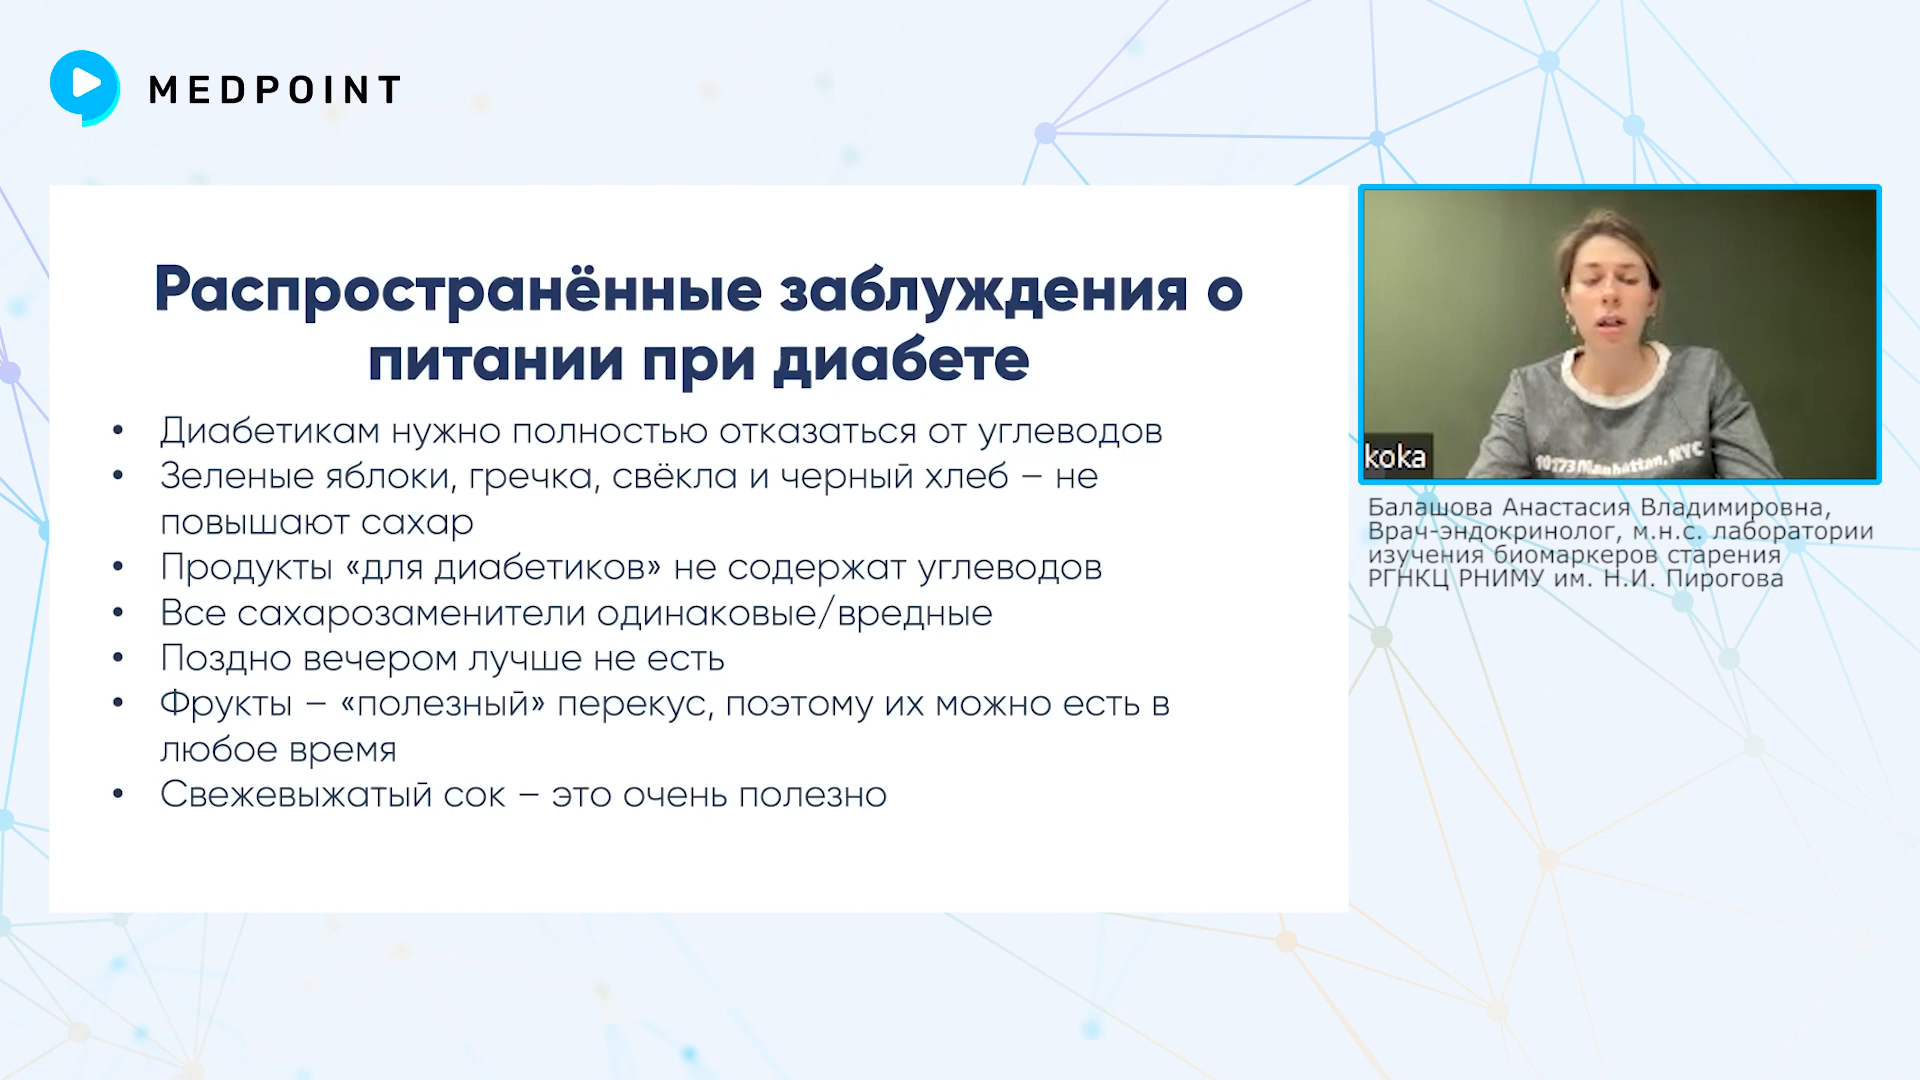 MEDPOINT
Распространённые заблуждения о
питании при диабете
• Диабетикам нужно полностью отказаться от углеводов
• Зеленые яблоки, гречка, свёкла и черный хлеб – не
повышают сахар
• Продукты «для диабетиков» не содержат углеводов
• Все сахарозаменители одинаковые/вредные
• Поздно вечером лучше не есть
• Фрукты – «полезный» перекус, поэтому их можно есть в
любое время
• Свежевыжатый сок – это очень полезно
10173 Manhattan, NYC
koka
Балашова Анастасия Владимировна,
Врач-эндокринолог, м.н.с. лаборатории
изучения биомаркеров старения
РГНКЦ РНИМУ им. Н.И. Пирогова